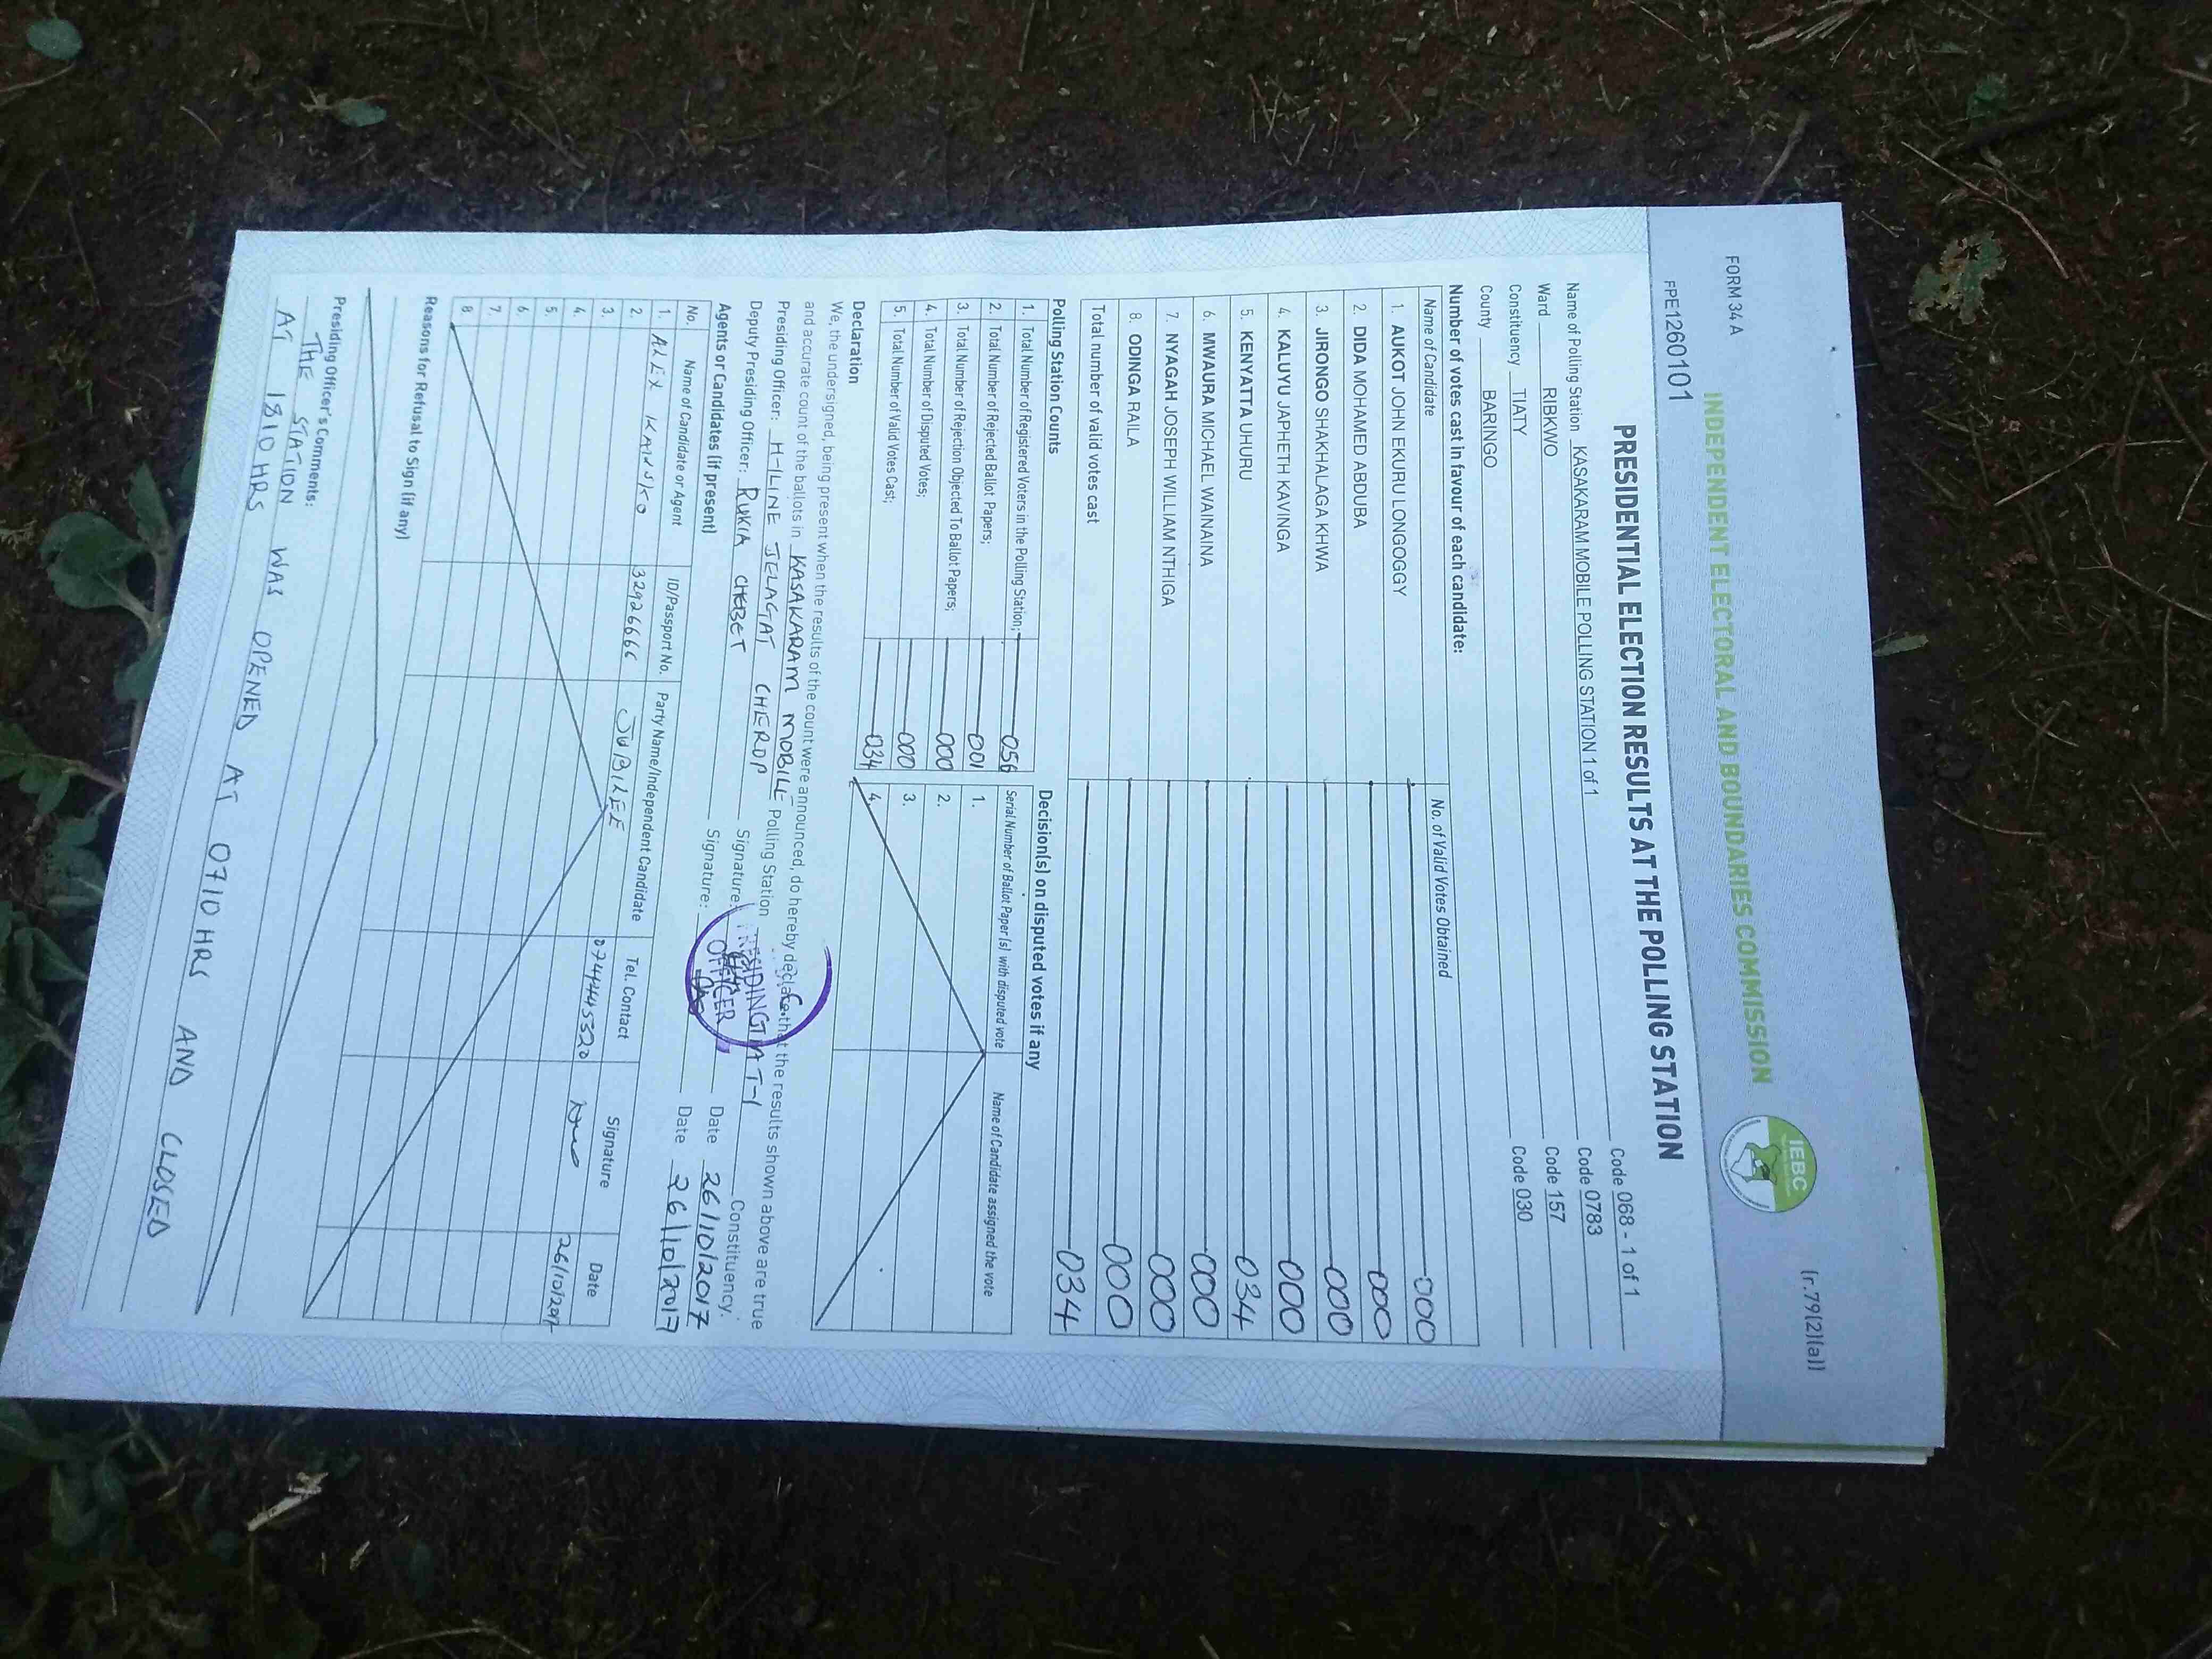 FORM 34 A
(r.79(2)(a))
INDEPENDENT ELECTORAL AND BOUNDARIES COMMISSION
IEBC
FPE1260101
PRESIDENTIAL ELECTION RESULTS AT THE POLLING STATION
Name of Polling Station KASAKARAM MOBILE POLLING STATION 1 of 1 Code 068 - 1 of 1
Ward RIBKWO Code 0783
Constituency TIATY Code 157
County BARINGO Code 030
Number of votes cast in favour of each candidate:
Name of Candidate No. of Valid Votes Obtained
1. AUKOT JOHN EKURU LONGOGGY 000
2. DIDA MOHAMED ABDUBA 000
3. JIRONGO SHAKHALAGA KHWA 000
4. KALUYU JAPHETH KAVINGA 000
5. KENYATTA UHURU 034
6. MWAURA MICHAEL WAINAINA 000
7. NYAGAH JOSEPH WILLIAM NTHIGA 000
8. ODINGA RAILA 000
Total number of valid votes cast 034
Polling Station Counts
1. Total Number of Registered Voters in the Polling Station; 056
2. Total Number of Rejected Ballot Papers; 001
3. Total Number of Rejection Objected To Ballot Papers; 000
4. Total Number of Disputed Votes; 000
5. Total Number of Valid Votes Cast; 034
Decision(s) on disputed votes if any
Serial Number of Ballot Paper (s) with disputed vote Name of Candidate assigned the vote
1.
2.
3.
4.
Declaration
We, the undersigned, being present when the results of the count were announced, do hereby declare that the results shown above are true
and accurate count of the ballots in KASAKARAM MOBILE Polling Station Constituency.
Presiding Officer: HILINE JELAGAT CHEROP Signature: Date 26/10/2017
Deputy Presiding Officer: RUKIA CHEBET Signature: Date 26/10/2017
PRESIDING
OFFICER
Agents or Candidates (if present)
No. Name of Candidate or Agent ID/Passport No. Party Name/Independent Candidate Tel. Contact Signature Date
1. ALEX 32926666 JUBILEE 0741445320 26/10/2017
2.
3.
4.
5.
6.
7.
8.
Reasons for Refusal to Sign (if any)
Presiding Officer's Comments:
THE STATION WAS OPENED AT 0710 HRS AND CLOSED
AT 1810 HRS